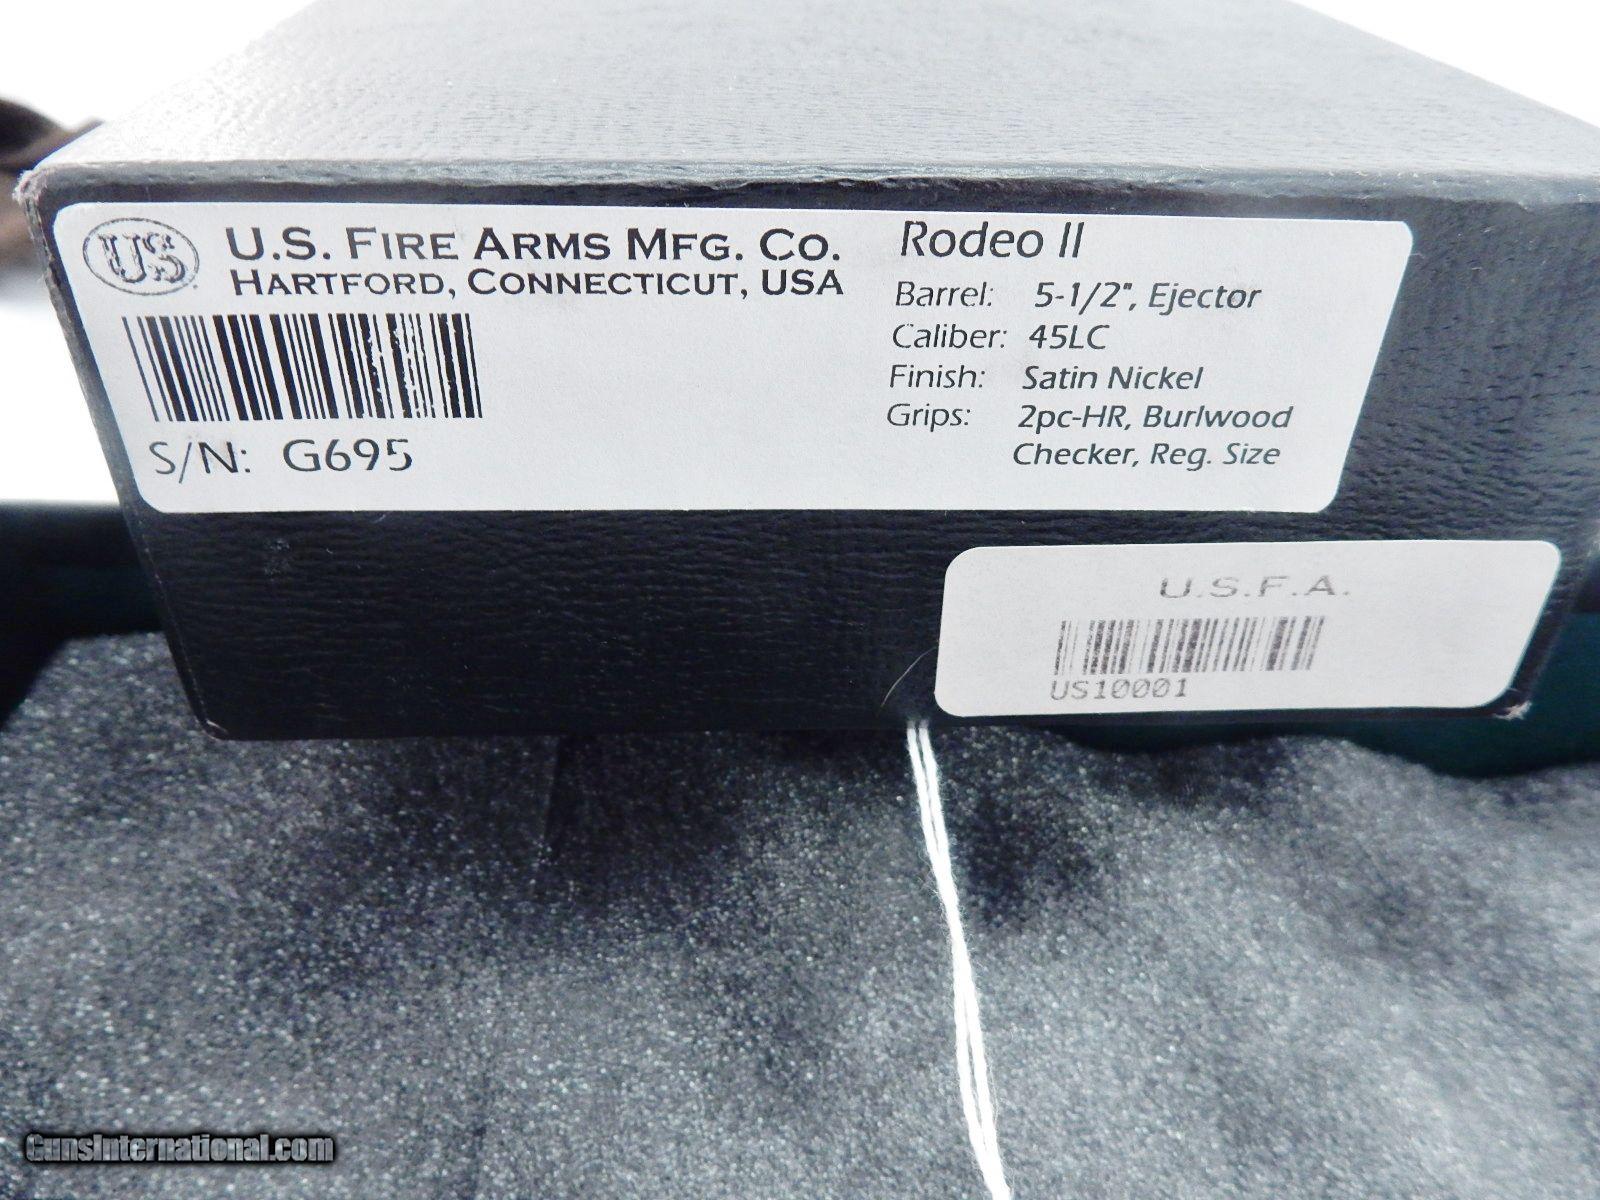 US
U.S. FIRE ARMS MFG. CO.
HARTFORD, CONNECTICUT, USA
S/N: G695
Rodeo II
Barrel: 5-1/2", Ejector
Caliber: 45LC
Finish: Satin Nickel
Grips: 2pc-HR, Burlwood
Checker, Reg. Size
U.S.F.A.
US10001
GunsInternational.com